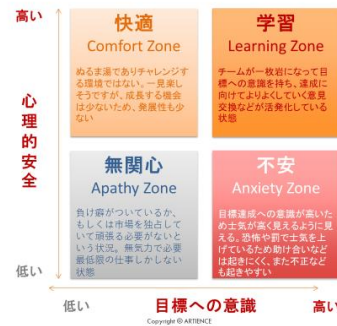 高い
快適
Comfort Zone
ぬるま湯でありチャレンジす
る環境ではない。一見楽し
そうですが、成長する機会
は少ないため、発展性も少
ない
学習
Learning Zone
チームが一枚岩になって目
標への意識を持ち、達成に
向けてよりよくしていく意見
交換などが活発化している
状態
心理的安全
無関心
Apathy Zone
負け癖がついているか、
もしくは市場を独占してい
て頑張る必要がないと
いう状況。無気力で必要
最低限の仕事しかしない
状態
不安
Anxiety Zone
目標達成への意識が高いた
め士気が高く見えるように見
える。恐怖や罰で士気を上
げているため助け合いなど
は起きにくく、また不正など
も起きやすい
低い
低い
目標への意識
高い
Copyright © ARTIENCE